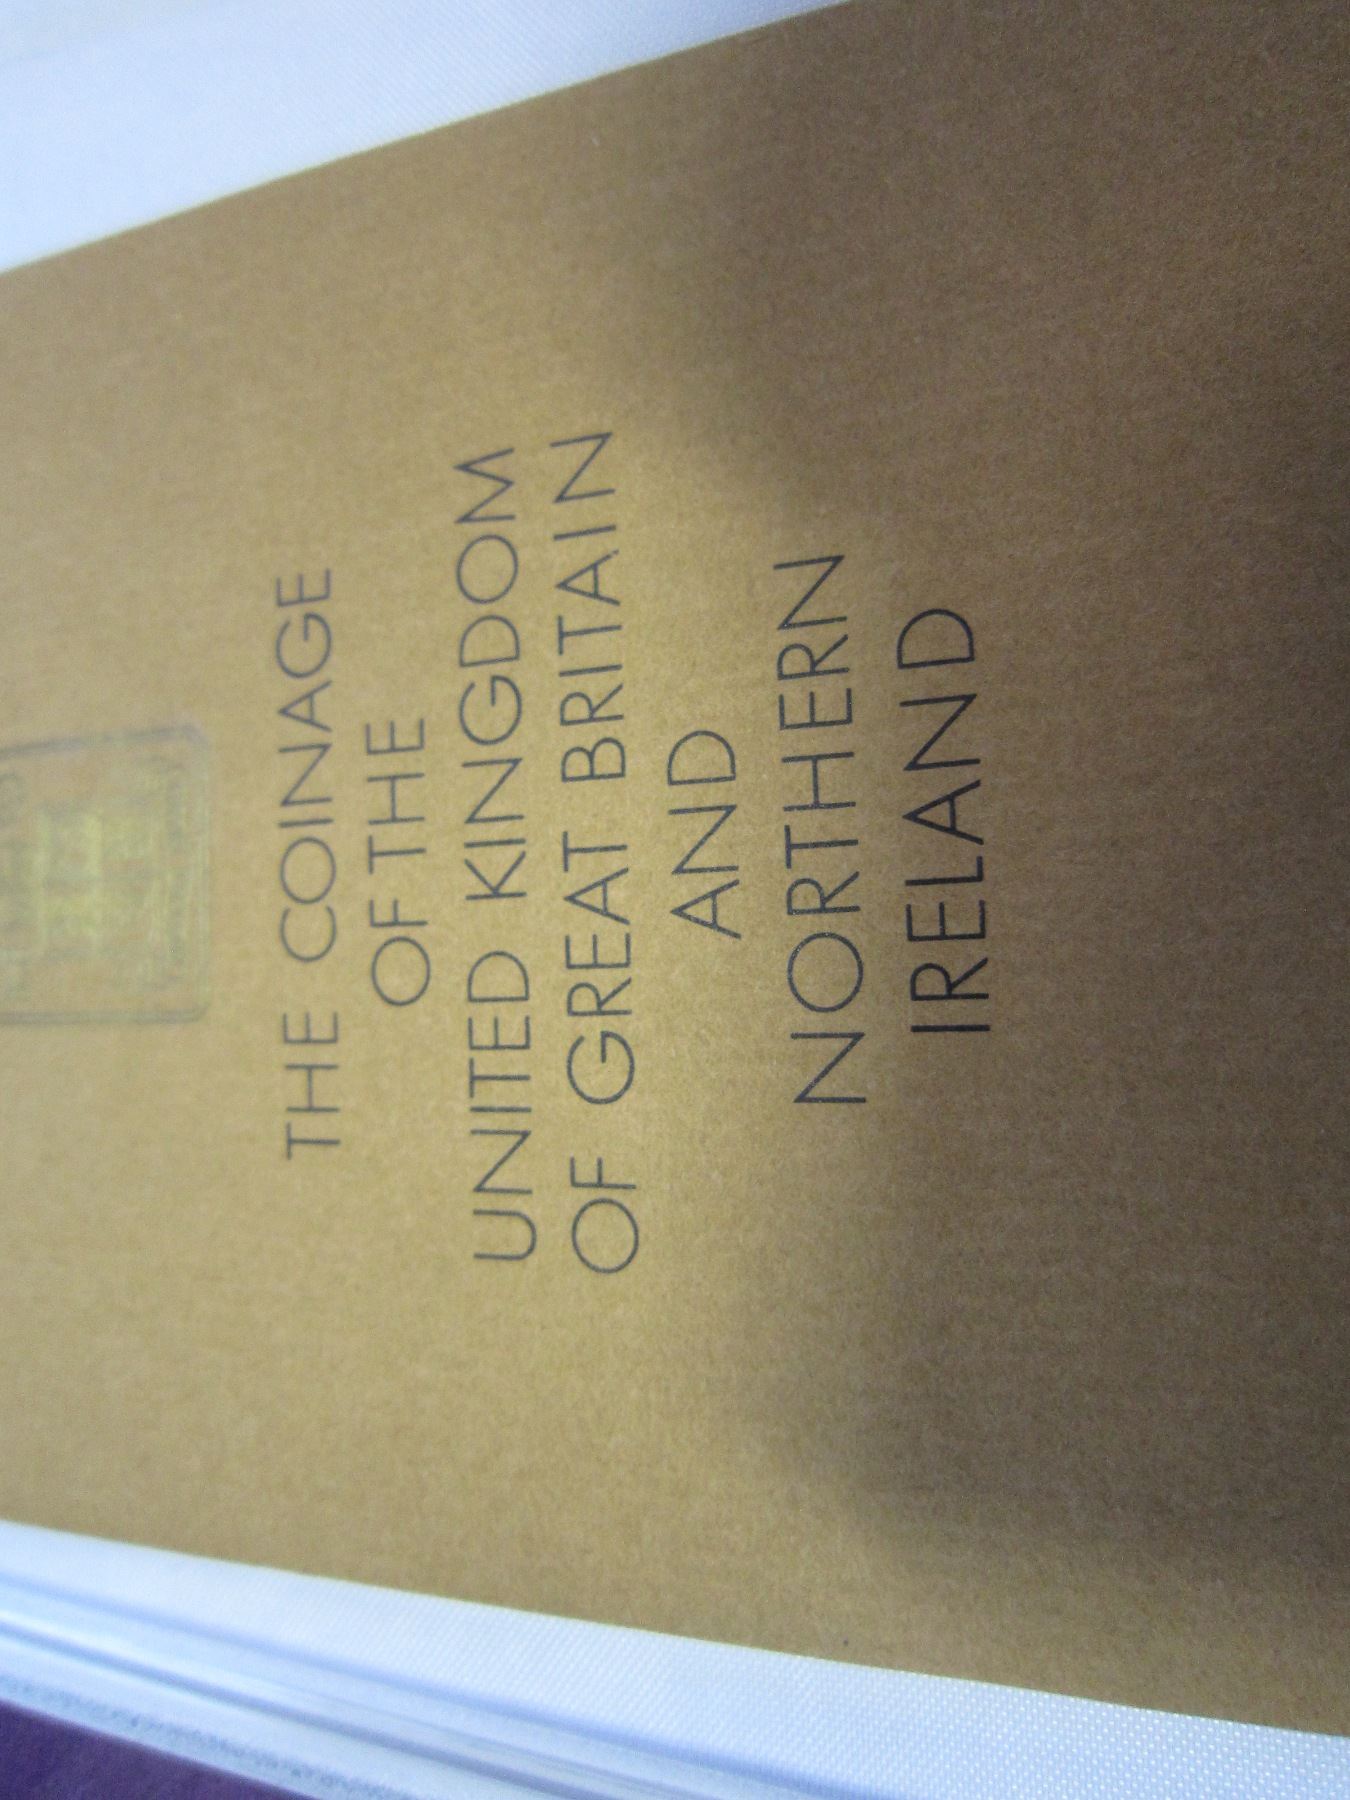 THE COINAGE
OF THE
UNITED KINGDOM
OF GREAT BRITAIN
AND
NORTHERN
IRELAND